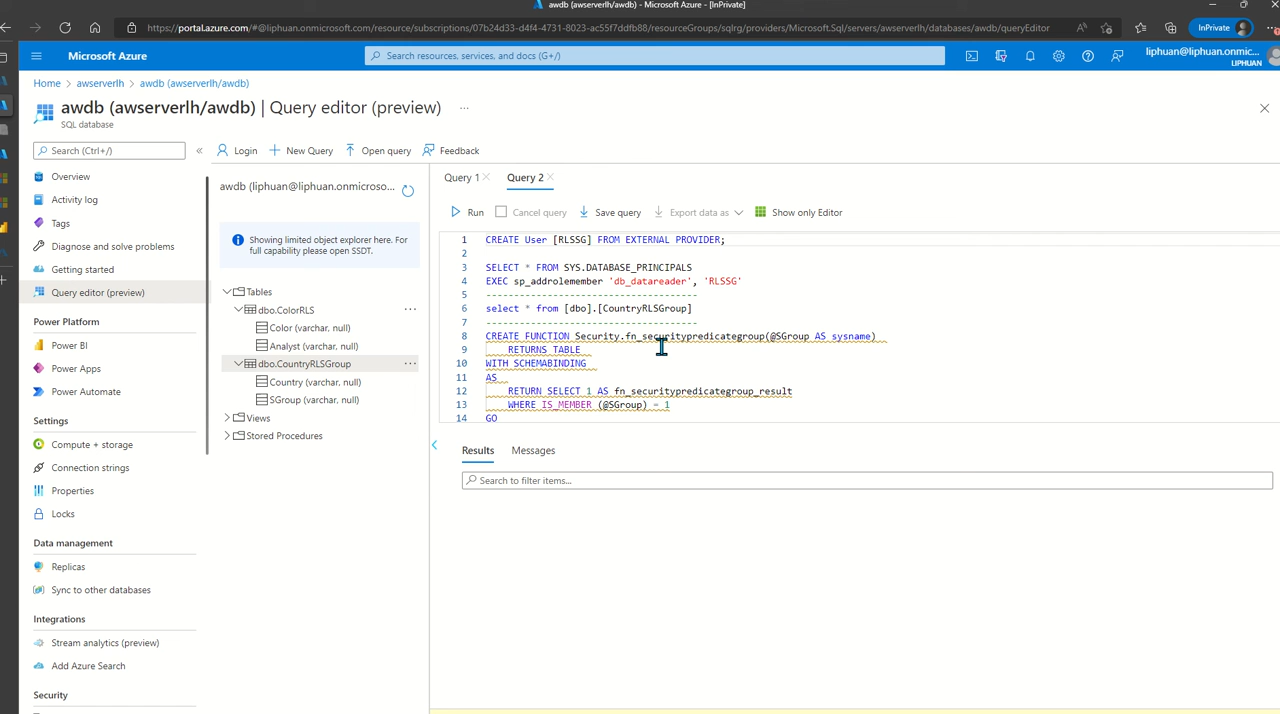 awdb (awserverlh/awdb) - Microsoft Azure - [InPrivate]
https://portal.azure.com/#@liphuan.onmicrosoft.com/resource/subscriptions/07b24d33-d4f4-4731-8023-ac55f7ddfb88/resourceGroups/sqlrg/providers/Microsoft.Sql/servers/awserverlh/databases/awdb/queryEditor
InPrivate
Microsoft Azure
Search resources, services, and docs (G+/)
liphuan@liphuan.onmic...
LIPHUAN
Home > awserverlh > awdb (awserverlh/awdb)
awdb (awserverlh/awdb) | Query editor (preview) ...
SQL database
Search (Ctrl+/)
«
Overview
Activity log
Tags
Diagnose and solve problems
Getting started
Query editor (preview)
Power Platform
Power BI
Power Apps
Power Automate
Settings
Compute + storage
Connection strings
Properties
Locks
Data management
Replicas
Sync to other databases
Integrations
Stream analytics (preview)
Add Azure Search
Security
Login
New Query
Open query
Feedback
awdb (liphuan@liphuan.onmicroso...
Showing limited object explorer here. For
full capability please open SSDT.
Tables
dbo.ColorRLS ...
Color (varchar, null)
Analyst (varchar, null)
dbo.CountryRLSGroup ...
Country (varchar, null)
SGroup (varchar, null)
Views
Stored Procedures
Query 1
Query 2
Run
Cancel query
Save query
Export data as
Show only Editor
1 CREATE User [RLSSG] FROM EXTERNAL PROVIDER;
2
3 SELECT * FROM SYS.DATABASE_PRINCIPALS
4 EXEC sp_addrolemember 'db_datareader', 'RLSSG'
5 --------------------------------------
6 select * from [dbo].[CountryRLSGroup]
7 --------------------------------------
8 CREATE FUNCTION Security.fn_securitypredicategroup(@SGroup AS sysname)
9 RETURNS TABLE
10 WITH SCHEMABINDING
11 AS
12 RETURN SELECT 1 AS fn_securitypredicategroup_result
13 WHERE IS_MEMBER (@SGroup) = 1
14 GO
Results
Messages
Search to filter items...